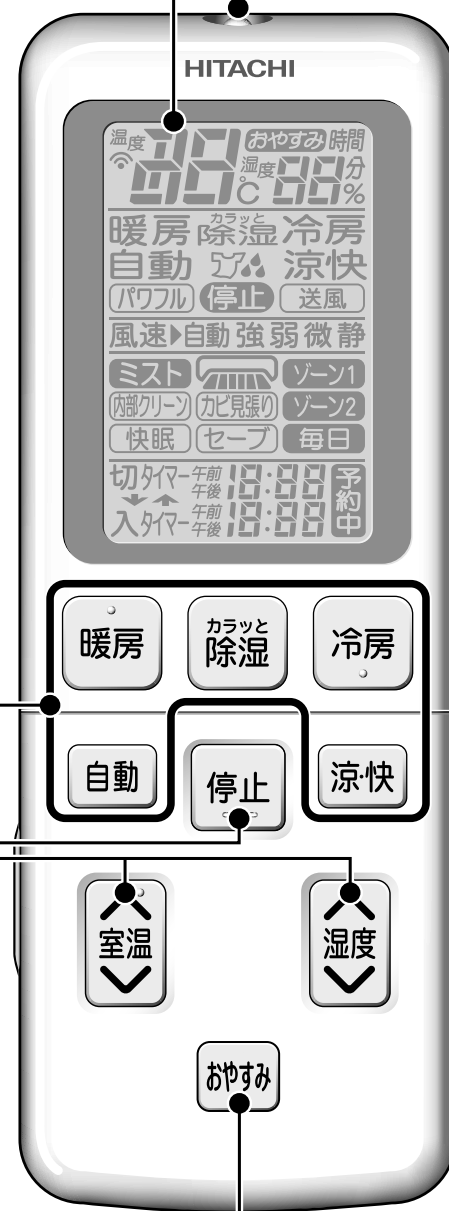 HITACHI
温度 88 ℃ おやすみ 時間
湿度 88 分 %
暖房 カラッと除湿 冷房
自動 涼快
パワフル 停止 送風
風速▶自動 強 弱 微 静
ミスト ゾーン1
内部クリーン カビ見張り ゾーン2
快眠 セーブ 毎日
切タイマー 午前 午後 18:88 予約中
入タイマー 午前 午後 18:88
暖房 カラッと除湿 冷房
自動 停止 涼·快
室温 湿度
おやすみ